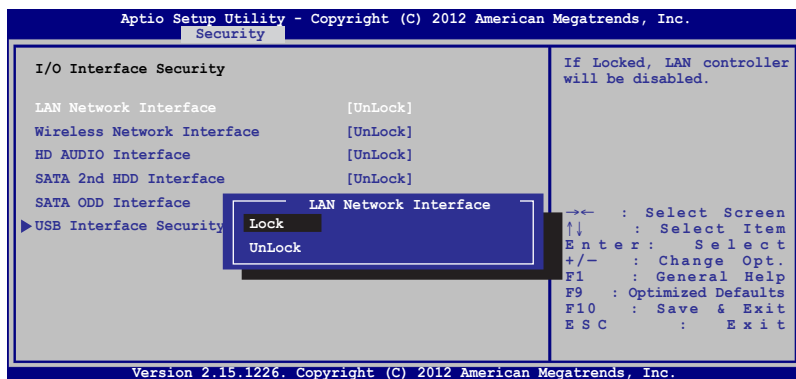 Aptio Setup Utility - Copyright (C) 2012 American Megatrends, Inc.
Security
I/O Interface Security
LAN Network Interface [UnLock]
Wireless Network Interface [UnLock]
HD AUDIO Interface [UnLock]
SATA 2nd HDD Interface [UnLock]
SATA ODD Interface
▶USB Interface Security
LAN Network Interface
Lock
UnLock
If Locked, LAN controller
will be disabled.
→← : Select Screen
↑↓ : Select Item
Enter: Select
+/— : Change Opt.
F1 : General Help
F9 : Optimized Defaults
F10 : Save & Exit
ESC : Exit
Version 2.15.1226. Copyright (C) 2012 American Megatrends, Inc.